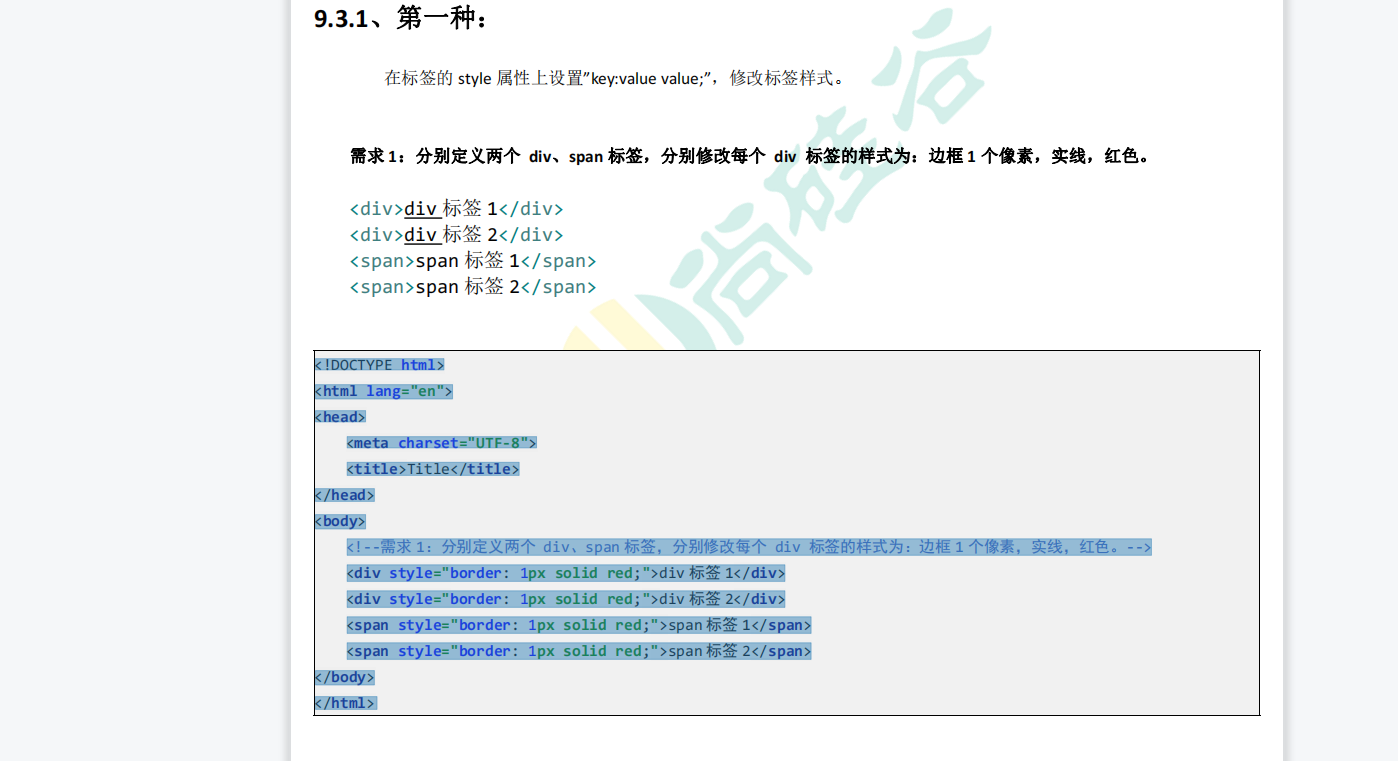 9.3.1、第一种：
在标签的 style 属性上设置”key:value value;”，修改标签样式。
需求 1：分别定义两个 div、span 标签，分别修改每个 div 标签的样式为：边框 1 个像素，实线，红色。
<div>div 标签 1</div>
<div>div 标签 2</div>
<span>span 标签 1</span>
<span>span 标签 2</span>
尚硅谷
<!DOCTYPE html>
<html lang="en">
<head>
<meta charset="UTF-8">
<title>Title</title>
</head>
<body>
<!--需求 1：分别定义两个 div、span 标签，分别修改每个 div 标签的样式为：边框 1 个像素，实线，红色。-->
<div style="border: 1px solid red;">div 标签 1</div>
<div style="border: 1px solid red;">div 标签 2</div>
<span style="border: 1px solid red;">span 标签 1</span>
<span style="border: 1px solid red;">span 标签 2</span>
</body>
</html>